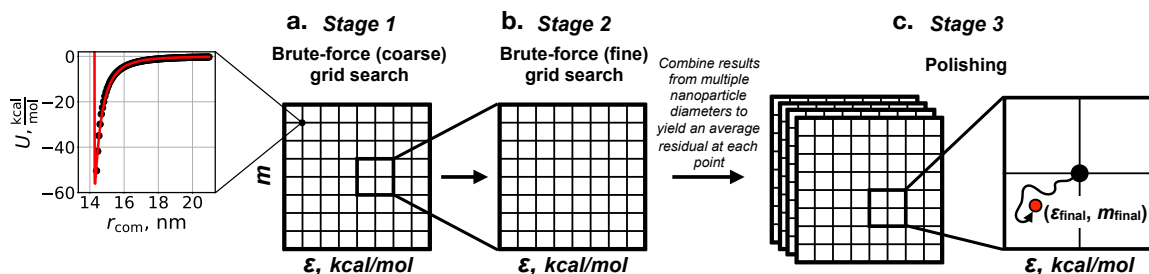 a. Stage 1
Brute-force (coarse)
grid search
b. Stage 2
Brute-force (fine)
grid search
c. Stage 3
Polishing
Combine results
from multiple
nanoparticle
diameters to
yield an average
residual at each
point
0
−20
−40
−60
U, kcal/mol
14 16 18 20
r_com, nm
m
ε, kcal/mol
ε, kcal/mol
(ε_final, m_final)
ε, kcal/mol